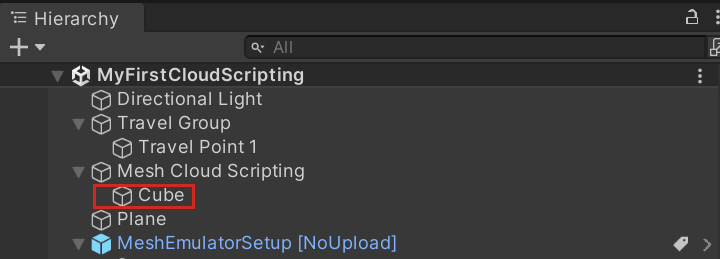 Hierarchy
All
MyFirstCloudScripting
Directional Light
Travel Group
Travel Point 1
Mesh Cloud Scripting
Cube
Plane
MeshEmulatorSetup [NoUpload]